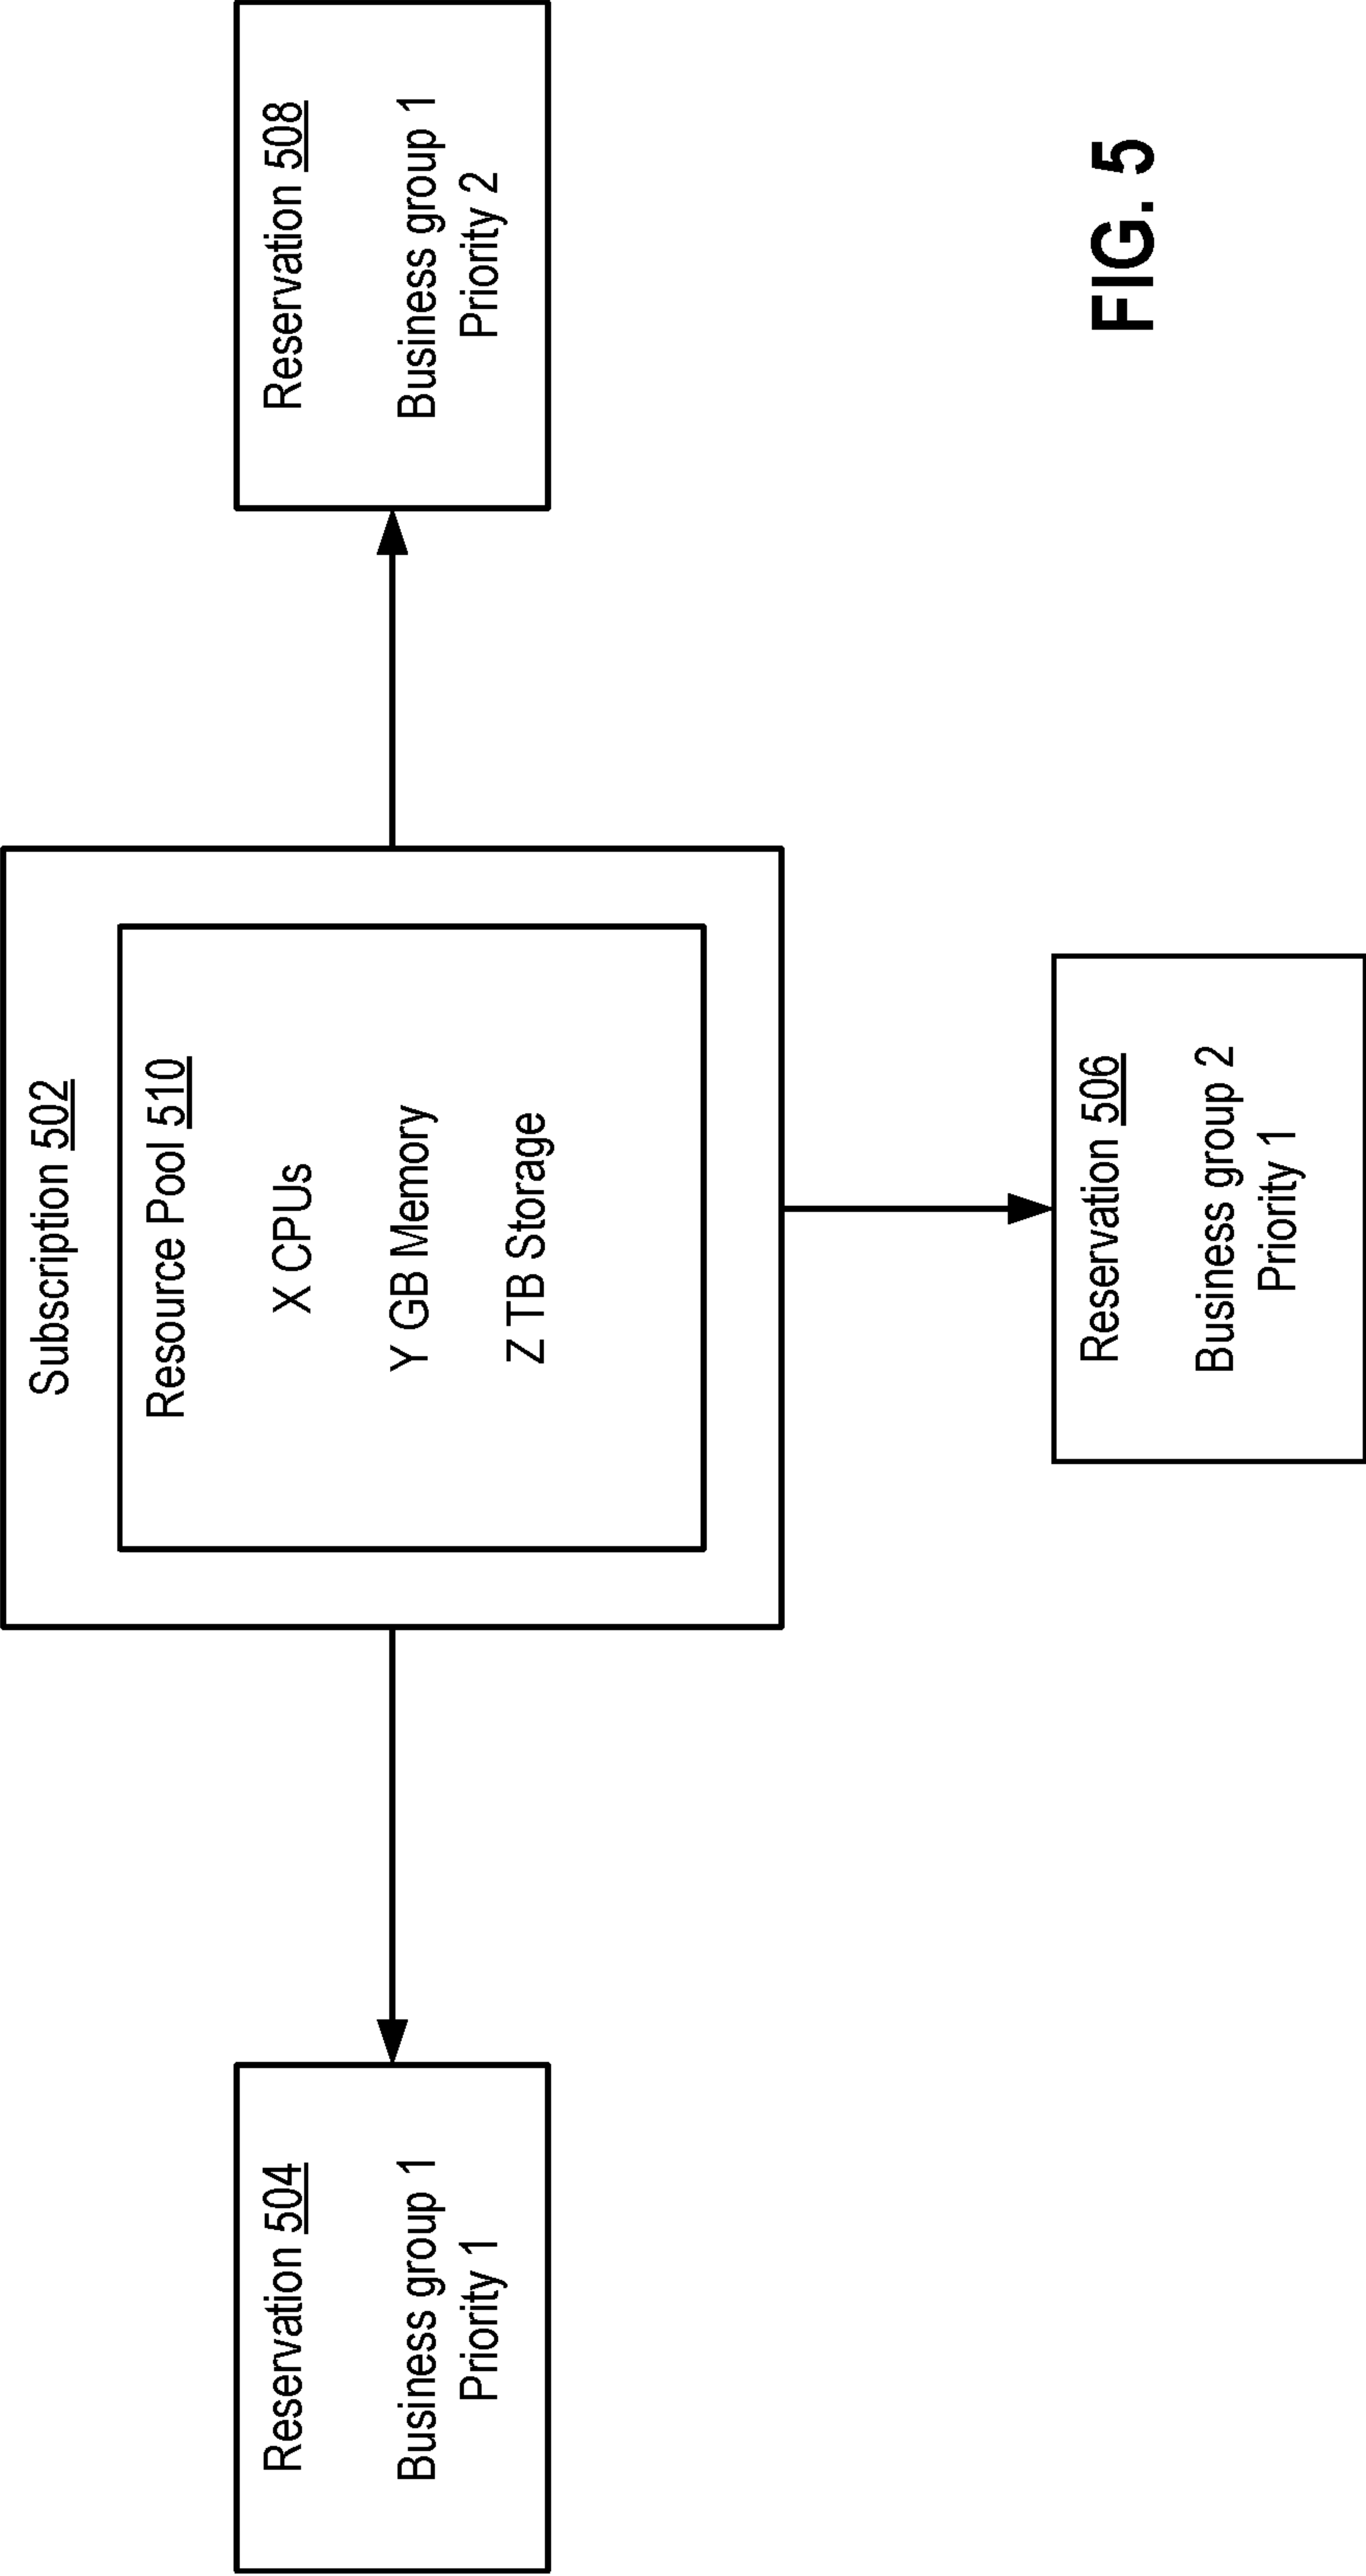 Subscription 502
Resource Pool 510
X CPUs
Y GB Memory
Z TB Storage
Reservation 504
Business group 1
Priority 1
Reservation 508
Business group 1
Priority 2
Reservation 506
Business group 2
Priority 1
FIG. 5